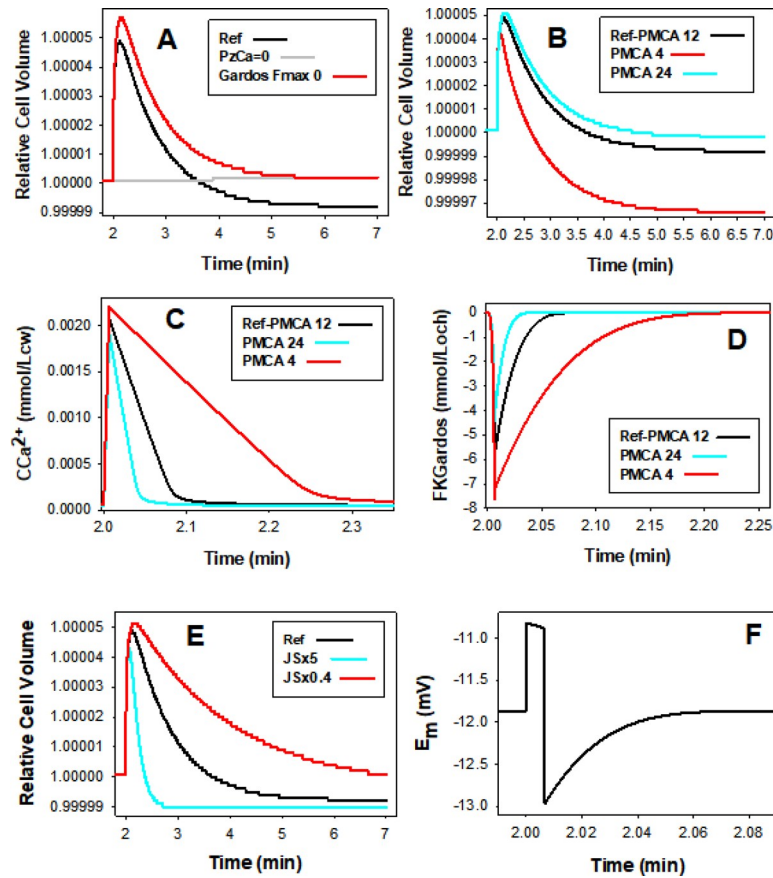 A
Ref
PzCa=0
Gardos Fmax 0
Relative Cell Volume
1.00005
1.00004
1.00003
1.00002
1.00001
1.00000
0.99999
2 3 4 5 6 7
Time (min)
B
Ref-PMCA 12
PMCA 4
PMCA 24
Relative Cell Volume
1.00005
1.00004
1.00003
1.00002
1.00001
1.00000
0.99998
0.99997
2.0 2.5 3.0 3.5 4.0 4.5 5.0 5.5 6.0 6.5 7.0
Time (min)
C
Ref-PMCA 12
PMCA 24
PMCA 4
CCa2+ (mmol/Lcw)
0.0020
0.0015
0.0010
0.0005
0.0000
2.0 2.1 2.2 2.3
Time (min)
D
Ref-PMCA 12
PMCA 24
PMCA 4
FKGardos (mmol/Loch)
0
-1
-2
-3
-4
-5
-6
-7
-8
2.00 2.05 2.10 2.15 2.20 2.25
Time (min)
E
Ref
JSx5
JSx0.4
Relative Cell Volume
1.00005
1.00004
1.00003
1.00002
1.00001
1.00000
0.99999
2 3 4 5 6 7
Time (min)
F
Em (mV)
-11.0
-11.5
-12.0
-12.5
-13.0
2.00 2.02 2.04 2.06 2.08
Time (min)